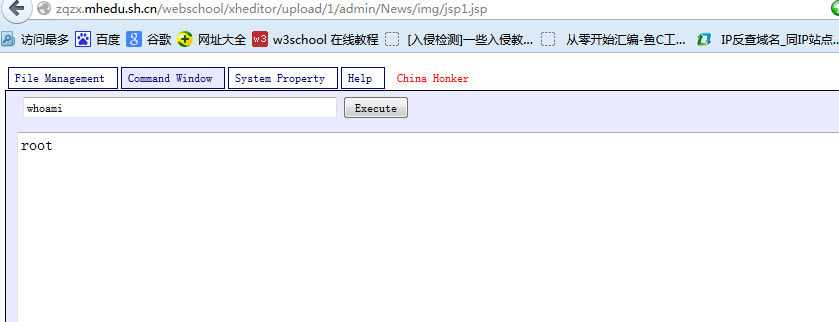 zqzx.mhedu.sh.cn/webschool/xheditor/upload/1/admin/News/img/jsp1.jsp
访问最多 百度 谷歌 网址大全 w3 w3school 在线教程 [入侵检测]一些入侵教... 从零开始汇编-鱼C工... IP反查域名_同IP站点...
File Management Command Window System Property Help China Honker
whoami Execute
root